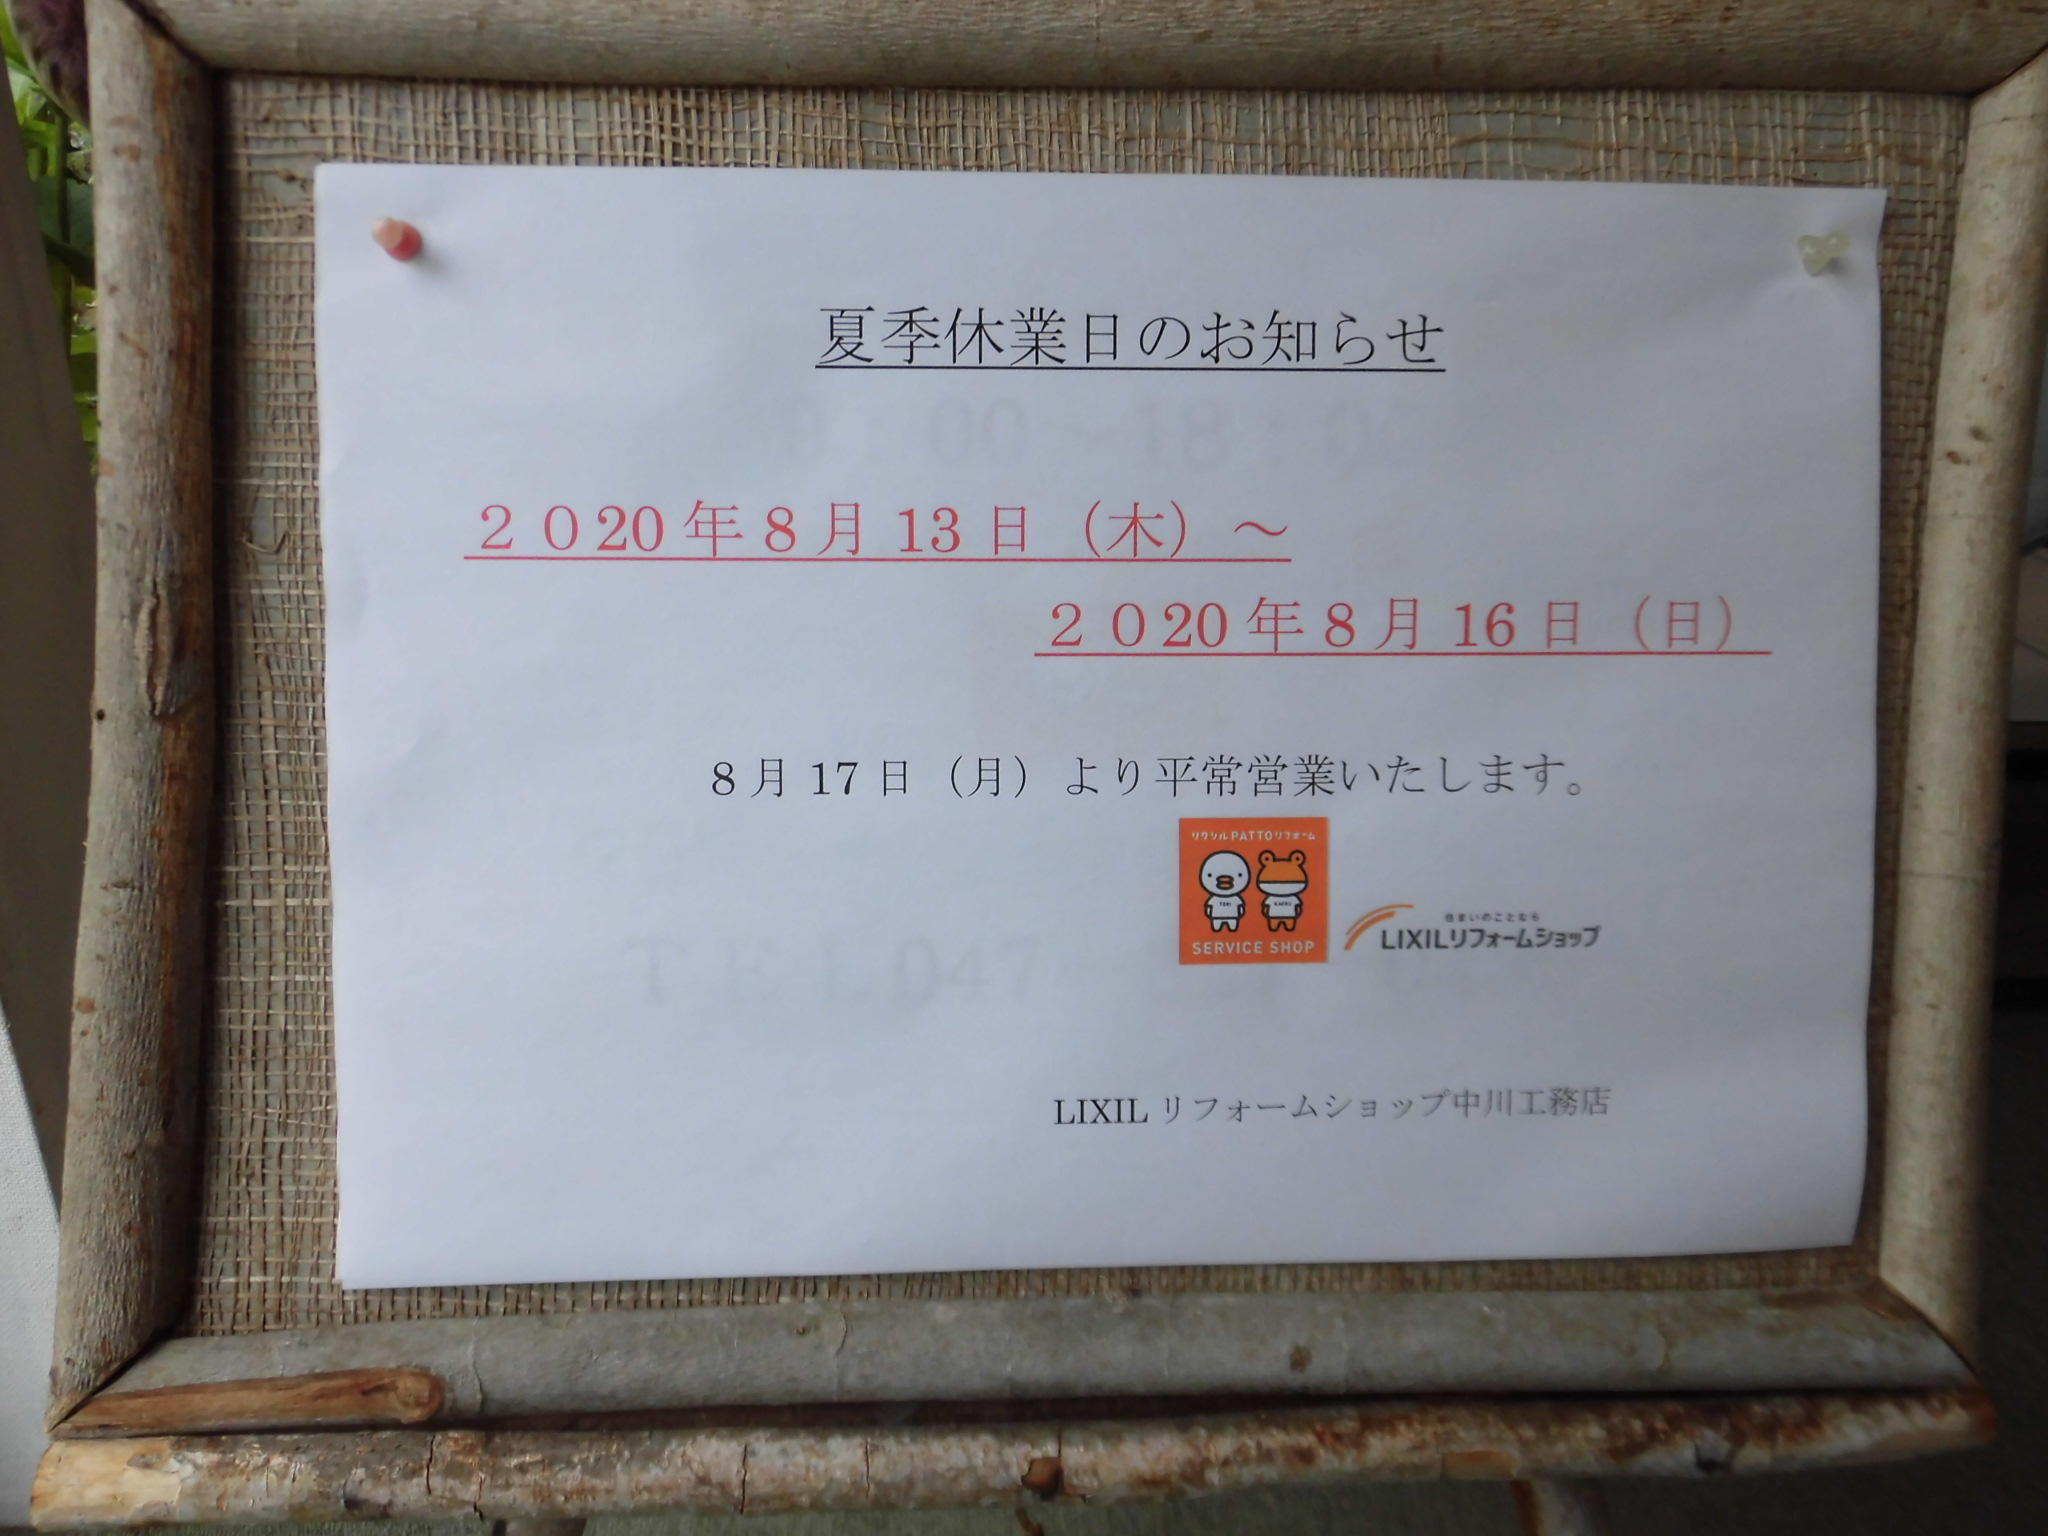 夏季休業日のお知らせ
２０20年8月13日（木）～
２０20年8月16日（日）
8月17日（月）より平常営業いたします。
リクシルPATTOリフォーム
TORI
KAERU
SERVICE SHOP
住まいのことなら
LIXILリフォームショップ
LIXILリフォームショップ中川工務店